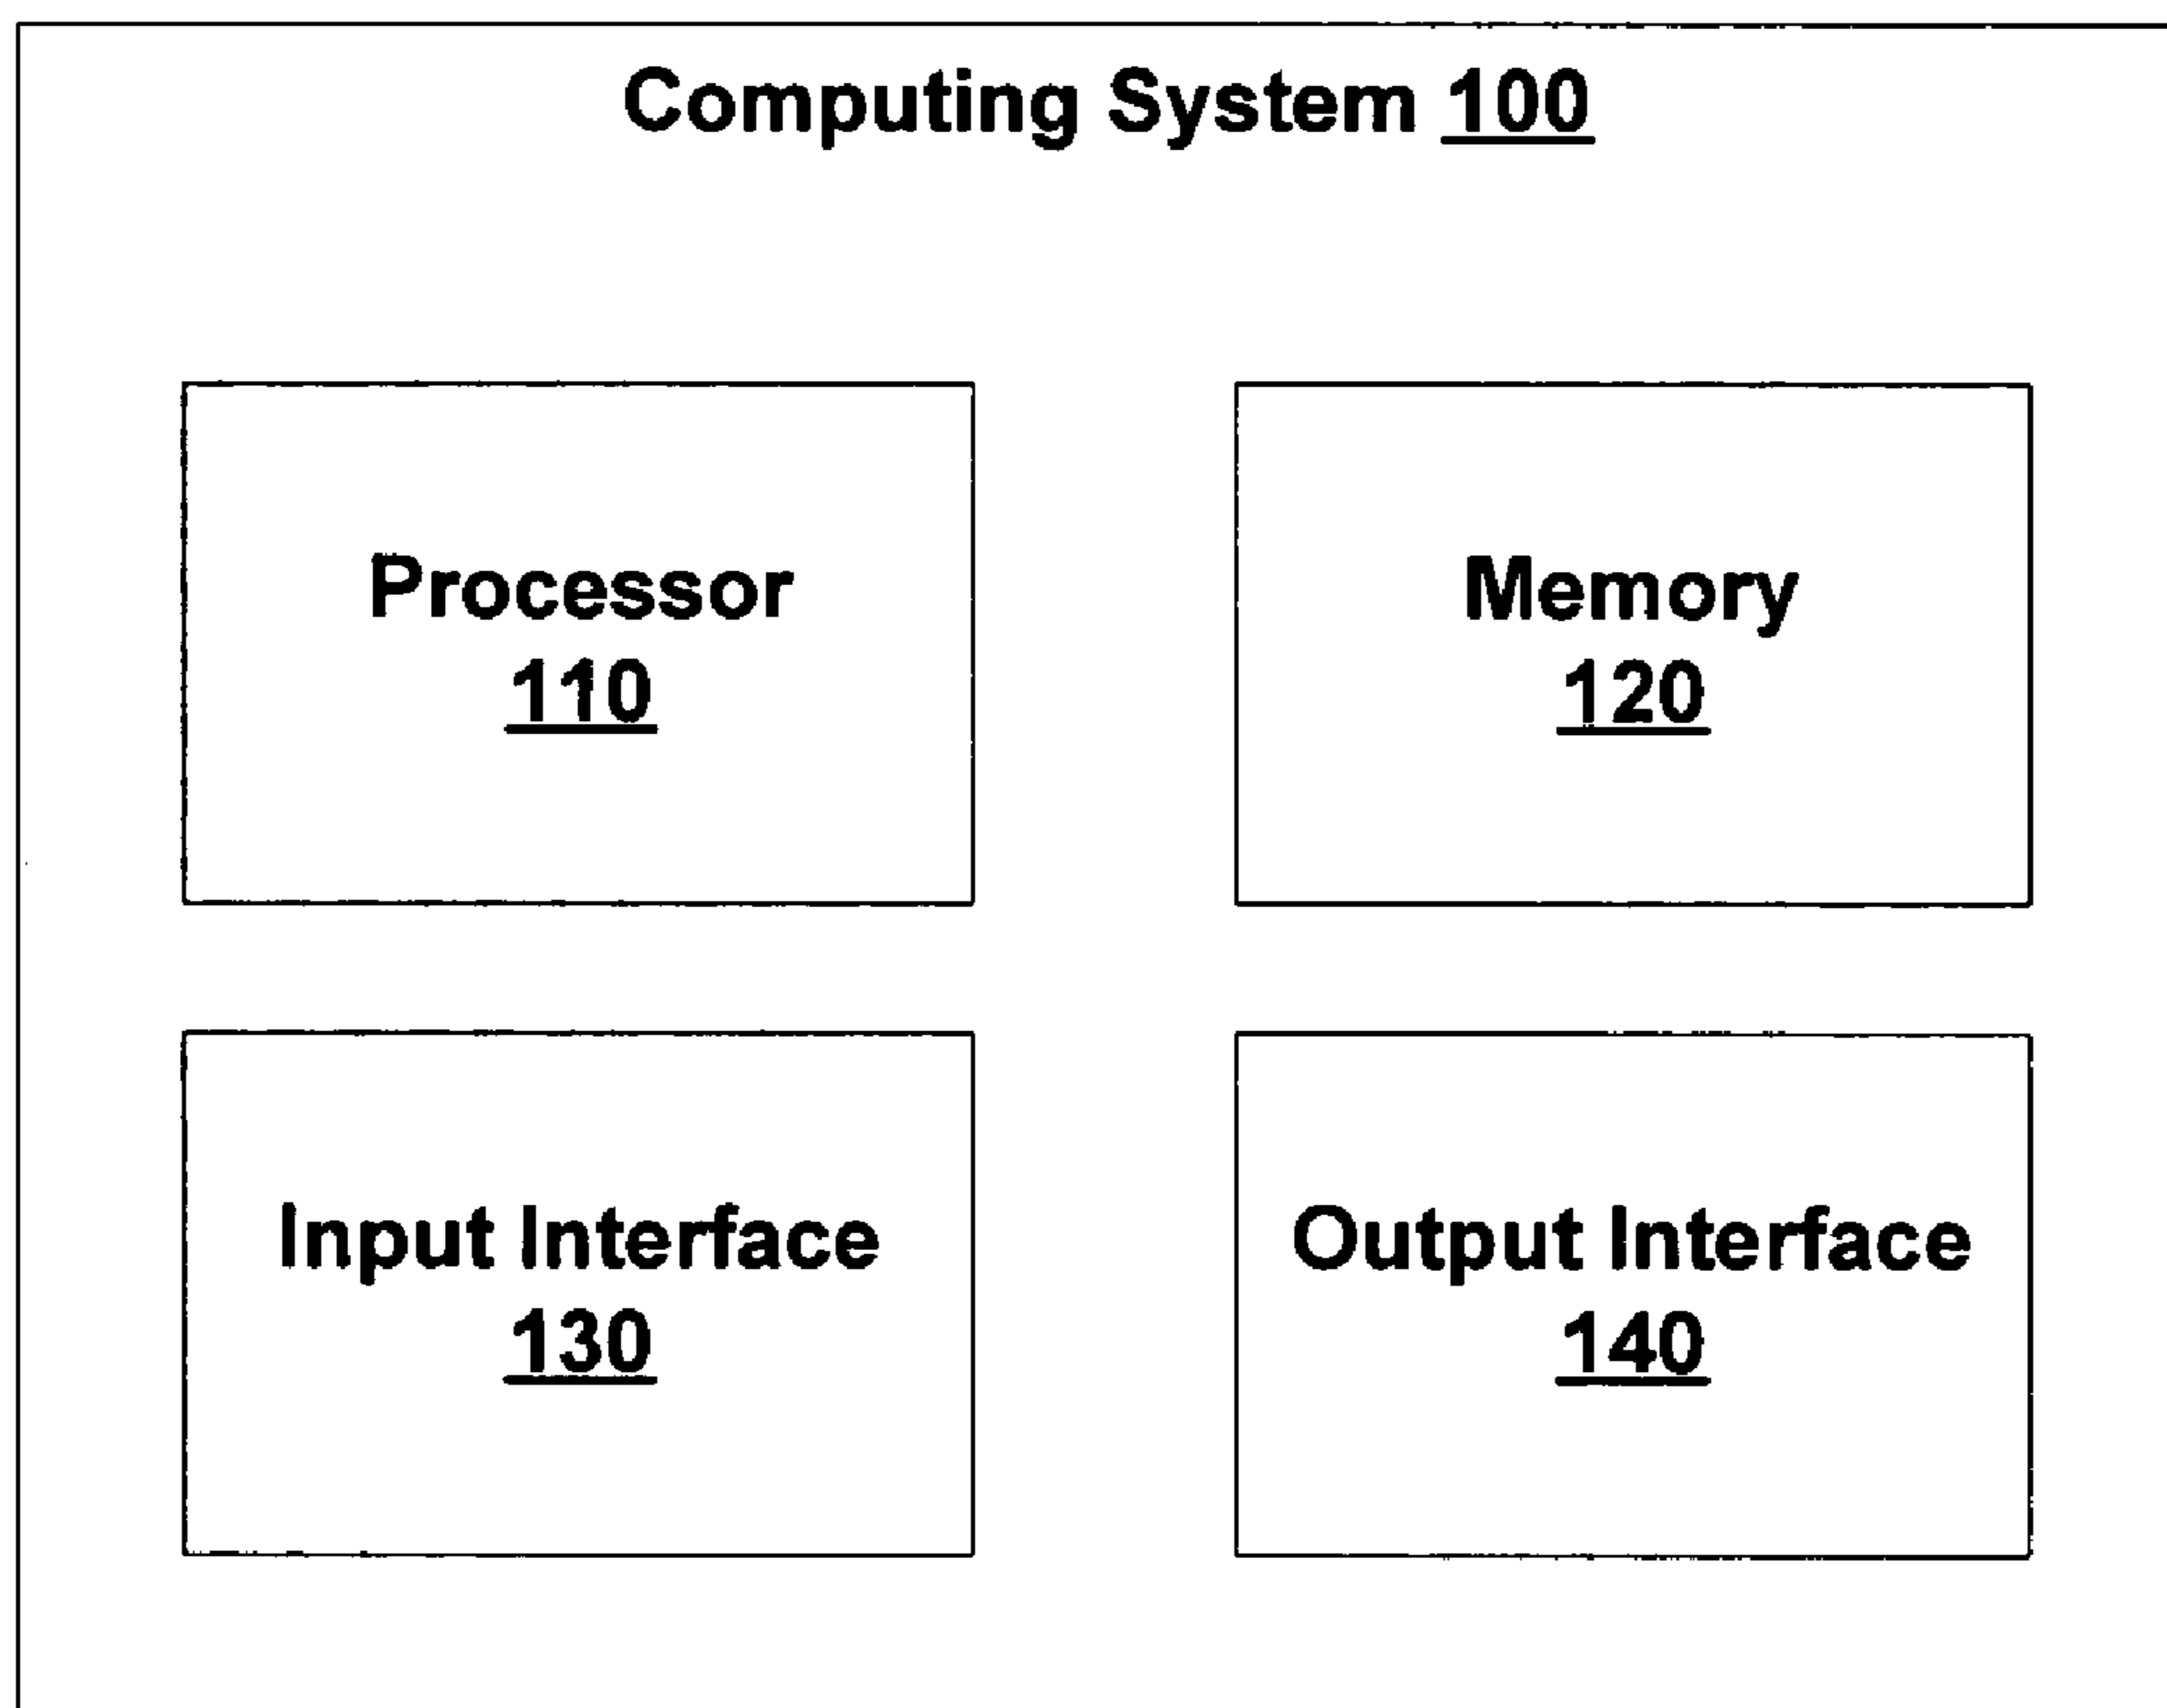 Computing System 100
Processor
110
Memory
120
Input Interface
130
Output Interface
140